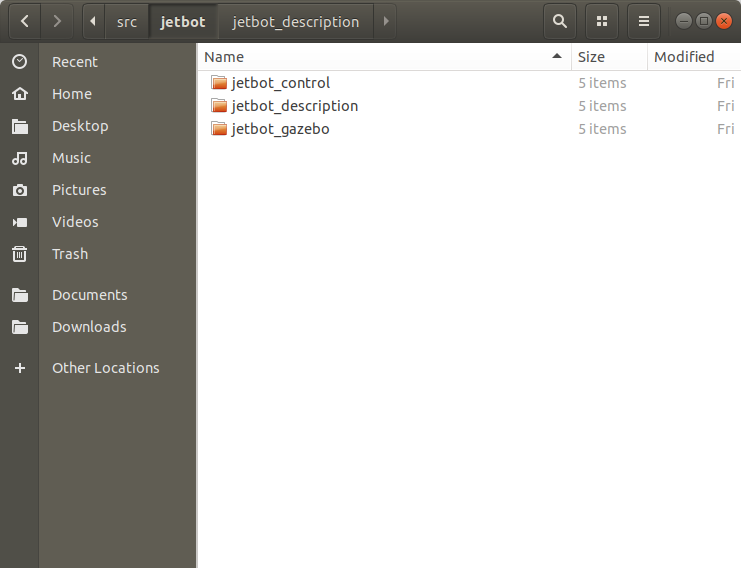 src jetbot jetbot_description
Name Size Modified
Recent
Home
Desktop
Music
Pictures
Videos
Trash
Documents
Downloads
Other Locations
jetbot_control 5 items Fri
jetbot_description 5 items Fri
jetbot_gazebo 5 items Fri